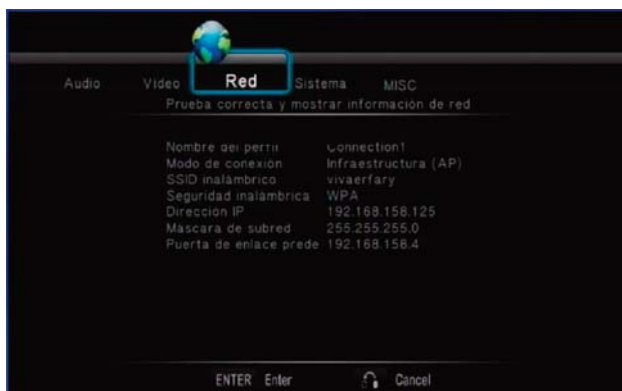 Audio Video Red Sistema MISC
Prueba correcta y mostrar información de red
Nombre del perfil Connection1
Modo de conexión Infraestructura (AP)
SSID inalámbrico vivaerfary
Seguridad inalámbrica WPA
Dirección IP 192.168.158.125
Mascara de subred 255.255.255.0
Puerta de enlace prede 192.168.158.4
ENTER Enter Cancel